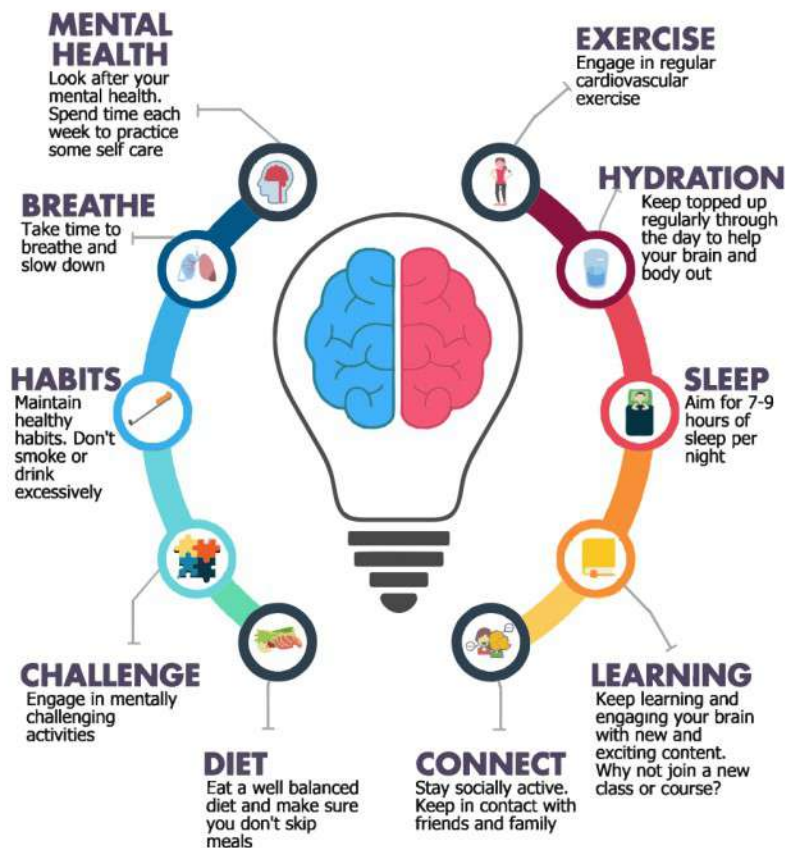 MENTAL
HEALTH
Look after your
mental health.
Spend time each
week to practice
some self care
BREATHE
Take time to
breathe and
slow down
HABITS
Maintain
healthy
habits. Don't
smoke or
drink
excessively
CHALLENGE
Engage in mentally
challenging
activities
DIET
Eat a well balanced
diet and make sure
you don't skip
meals
EXERCISE
Engage in regular
cardiovascular
exercise
HYDRATION
Keep topped up
regularly through
the day to help
your brain and
body out
SLEEP
Aim for 7-9
hours of
sleep per
night
LEARNING
Keep learning and
engaging your brain
with new and
exciting content.
Why not join a new
class or course?
CONNECT
Stay socially active.
Keep in contact with
friends and family